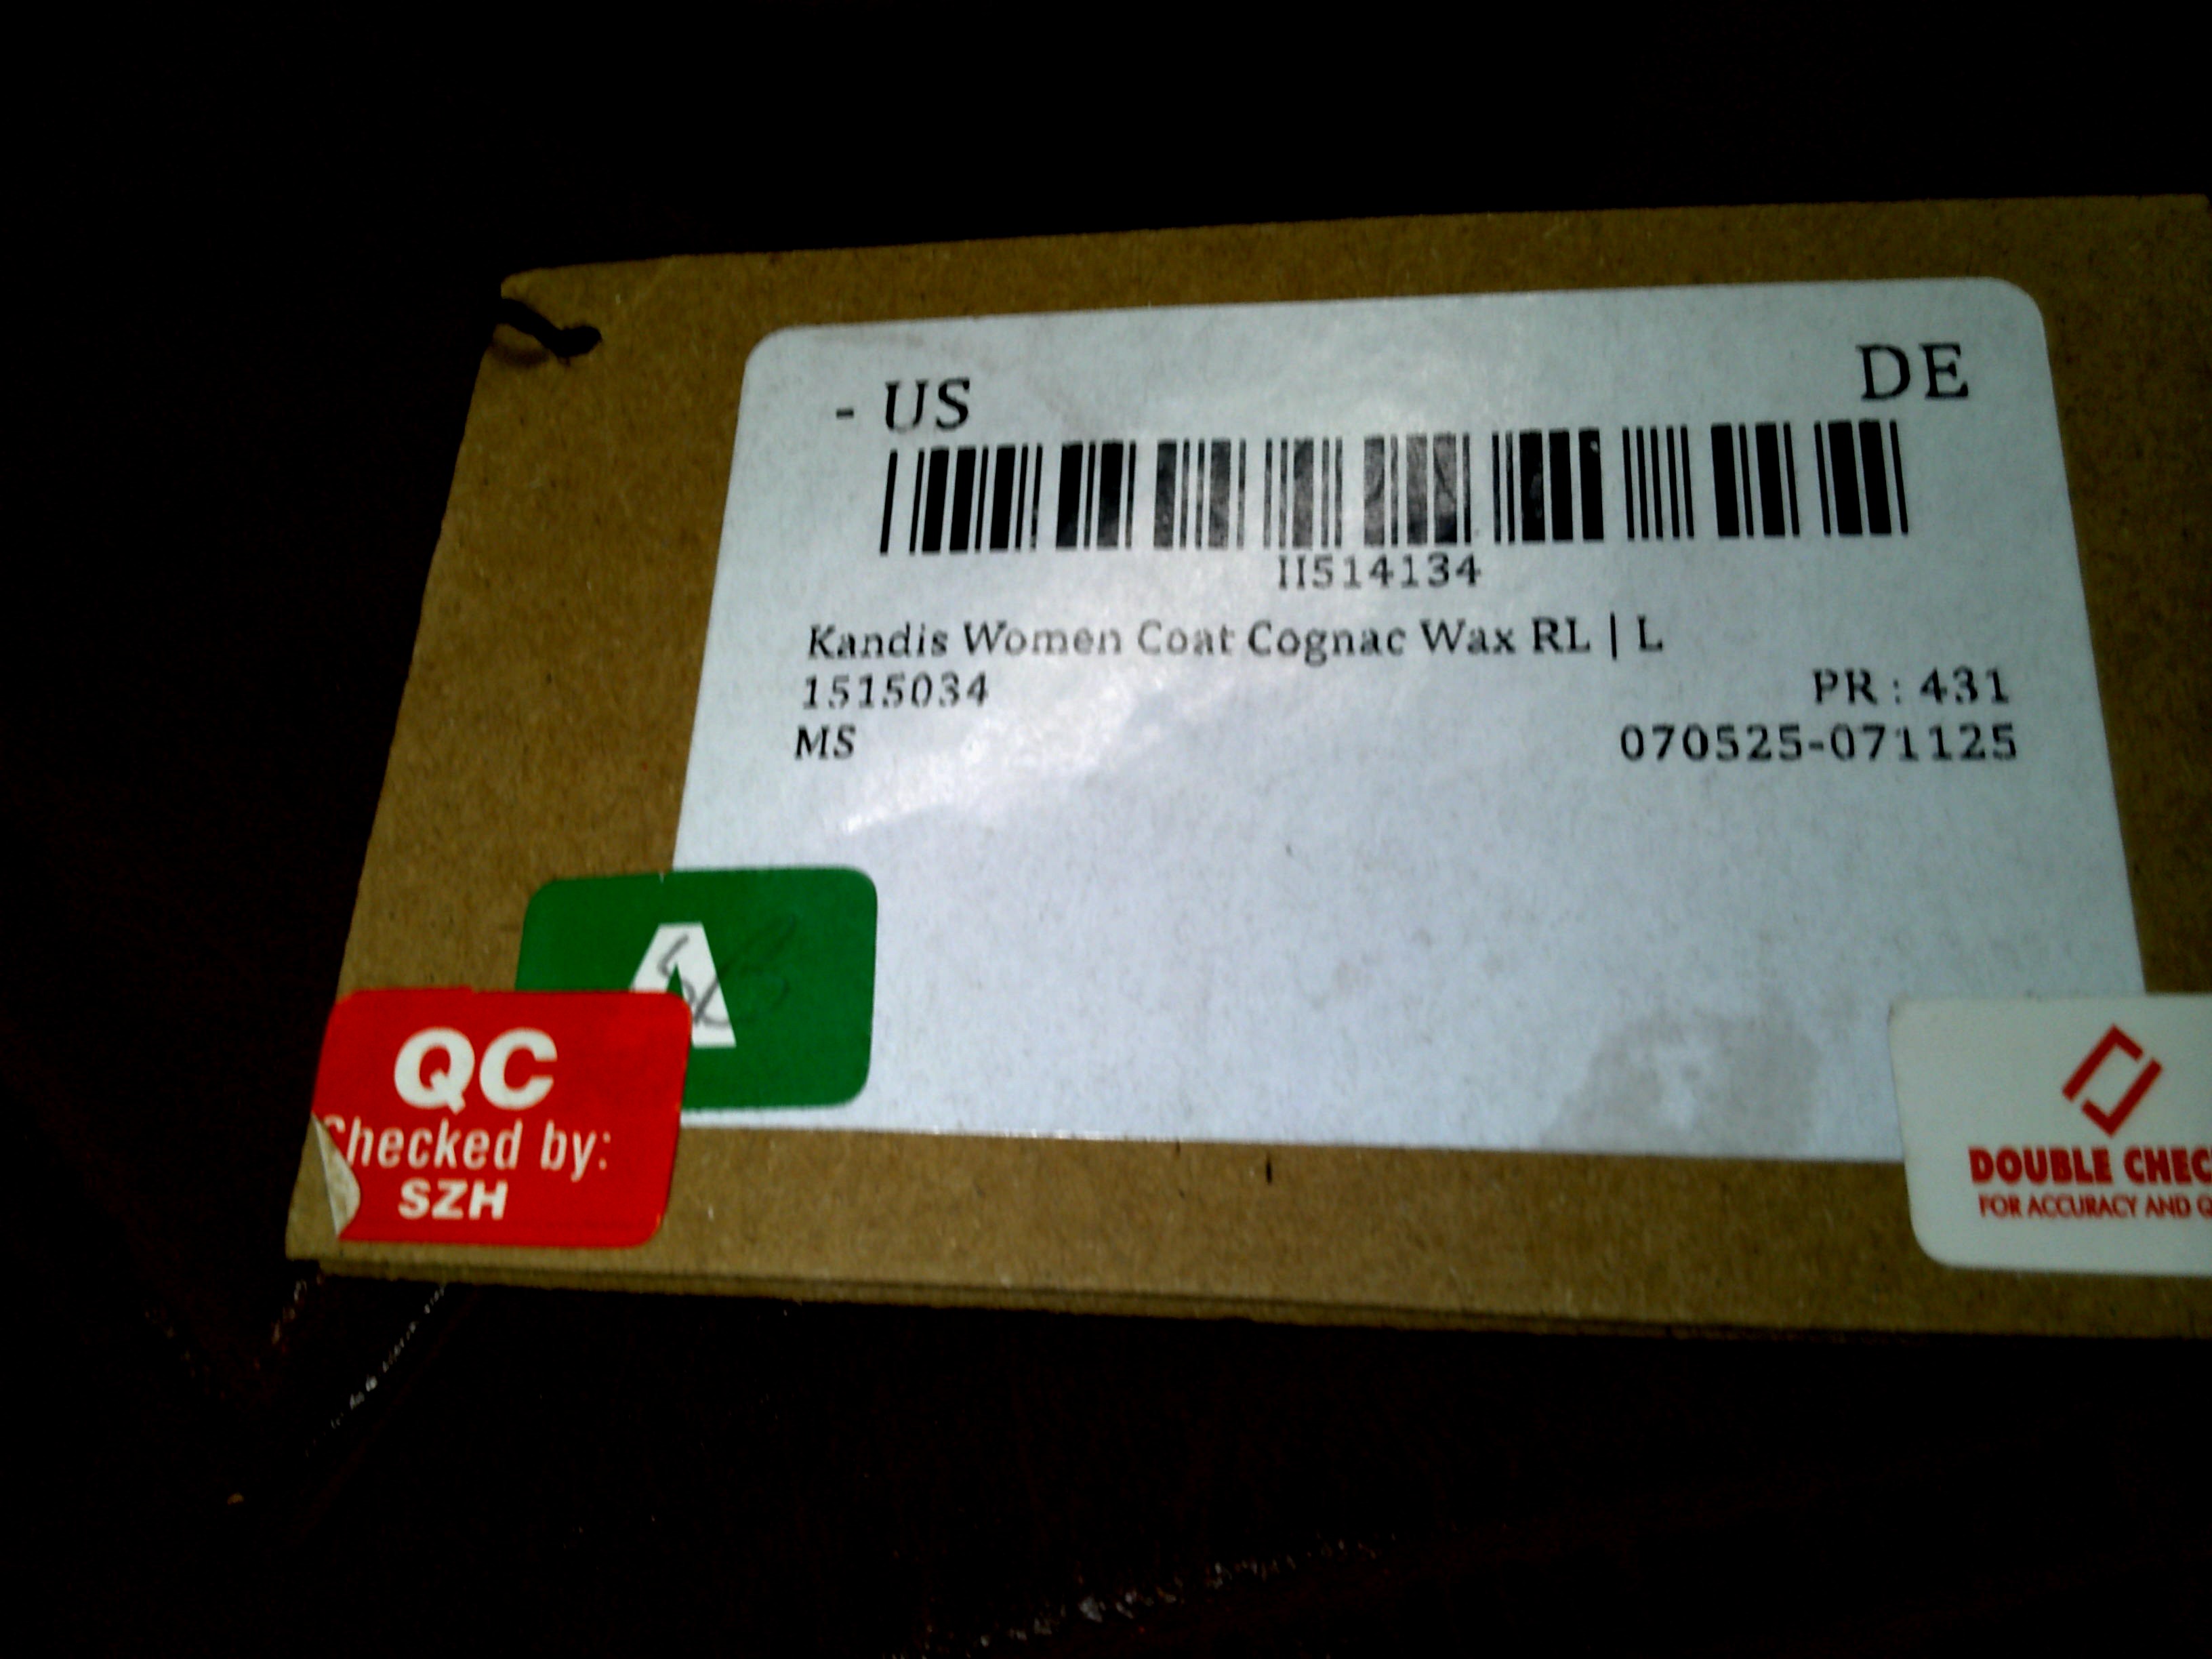 - US DE
II514134
Kandis Women Coat Cognac Wax RL | L
1515034 PR : 431
MS 070525-071125
A
QC
Checked by:
SZH
DOUBLE CHEC
FOR ACCURACY AND Q